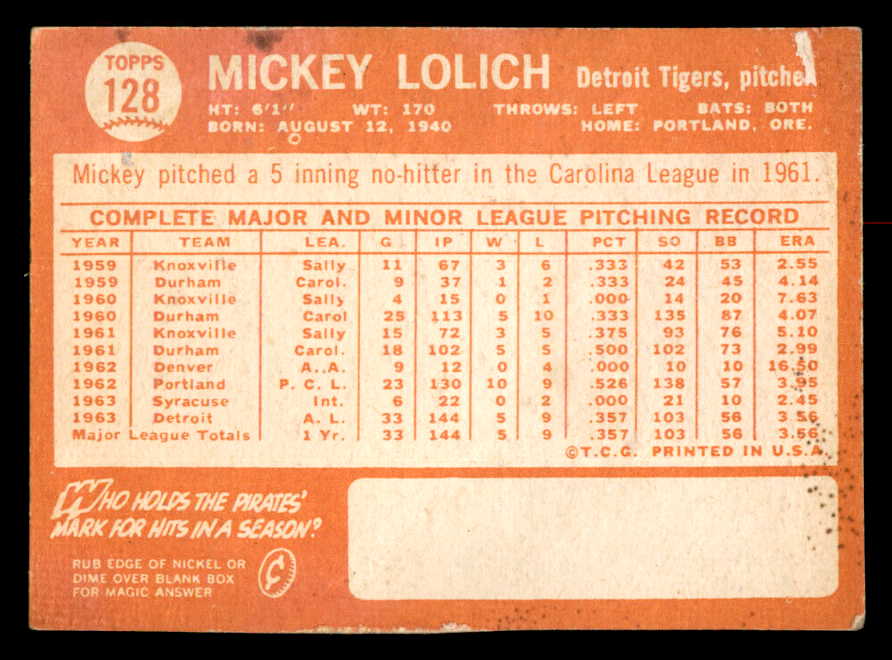 TOPPS
128
MICKEY LOLICH Detroit Tigers, pitcher
HT: 6'1" WT: 170 THROWS: LEFT BATS: BOTH
BORN: AUGUST 12, 1940 HOME: PORTLAND, ORE.
Mickey pitched a 5 inning no-hitter in the Carolina League in 1961.
COMPLETE MAJOR AND MINOR LEAGUE PITCHING RECORD
YEAR TEAM LEA. G IP W L PCT SO BB ERA
1959 Knoxville Sally 11 67 3 6 .333 42 53 2.55
1959 Durham Carol. 9 37 1 2 .333 24 45 4.14
1960 Knoxville Sally 4 15 0 1 .000 14 20 7.63
1960 Durham Carol 25 113 5 10 .333 135 87 4.07
1961 Knoxville Sally 15 72 3 5 .375 93 76 5.10
1961 Durham Carol. 18 102 5 5 .500 102 73 2.99
1962 Denver A.A. 9 12 0 4 .000 10 10 16.50
1962 Portland P. C. L. 23 130 10 9 .526 138 57 3.95
1963 Syracuse Int. 6 22 0 2 .000 21 10 2.45
1963 Detroit A. L. 33 144 5 9 .357 103 56 3.56
Major League Totals 1 Yr. 33 144 5 9 .357 103 56 3.56
©T.C.G. PRINTED IN U.S.A.
WHO HOLDS THE PIRATES'
MARK FOR HITS IN A SEASON?
RUB EDGE OF NICKEL OR
DIME OVER BLANK BOX
FOR MAGIC ANSWER
¢